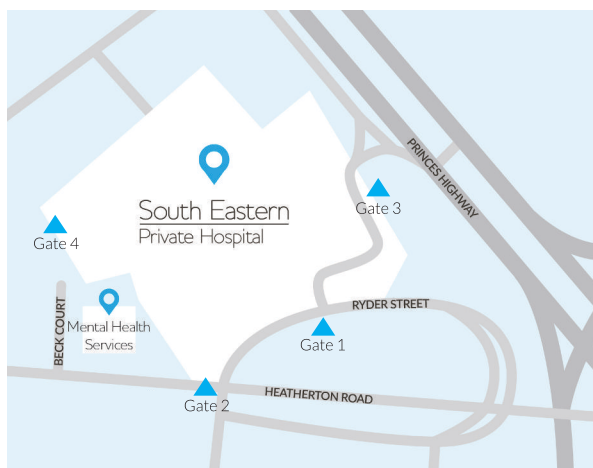 PRINCES HIGHWAY
South Eastern
Private Hospital
Gate 3
Gate 4
BECK COURT
Mental Health
Services
RYDER STREET
Gate 1
HEATHERTON ROAD
Gate 2